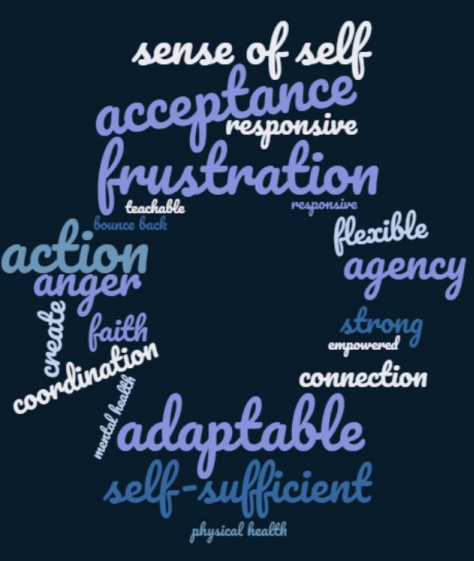 sense of self
acceptance
responsive
frustration
teachable
responsive
bounce back
flexible
action
agency
anger
create
faith
strong
empowered
coordination
connection
mental health
adaptable
self-sufficient
physical health